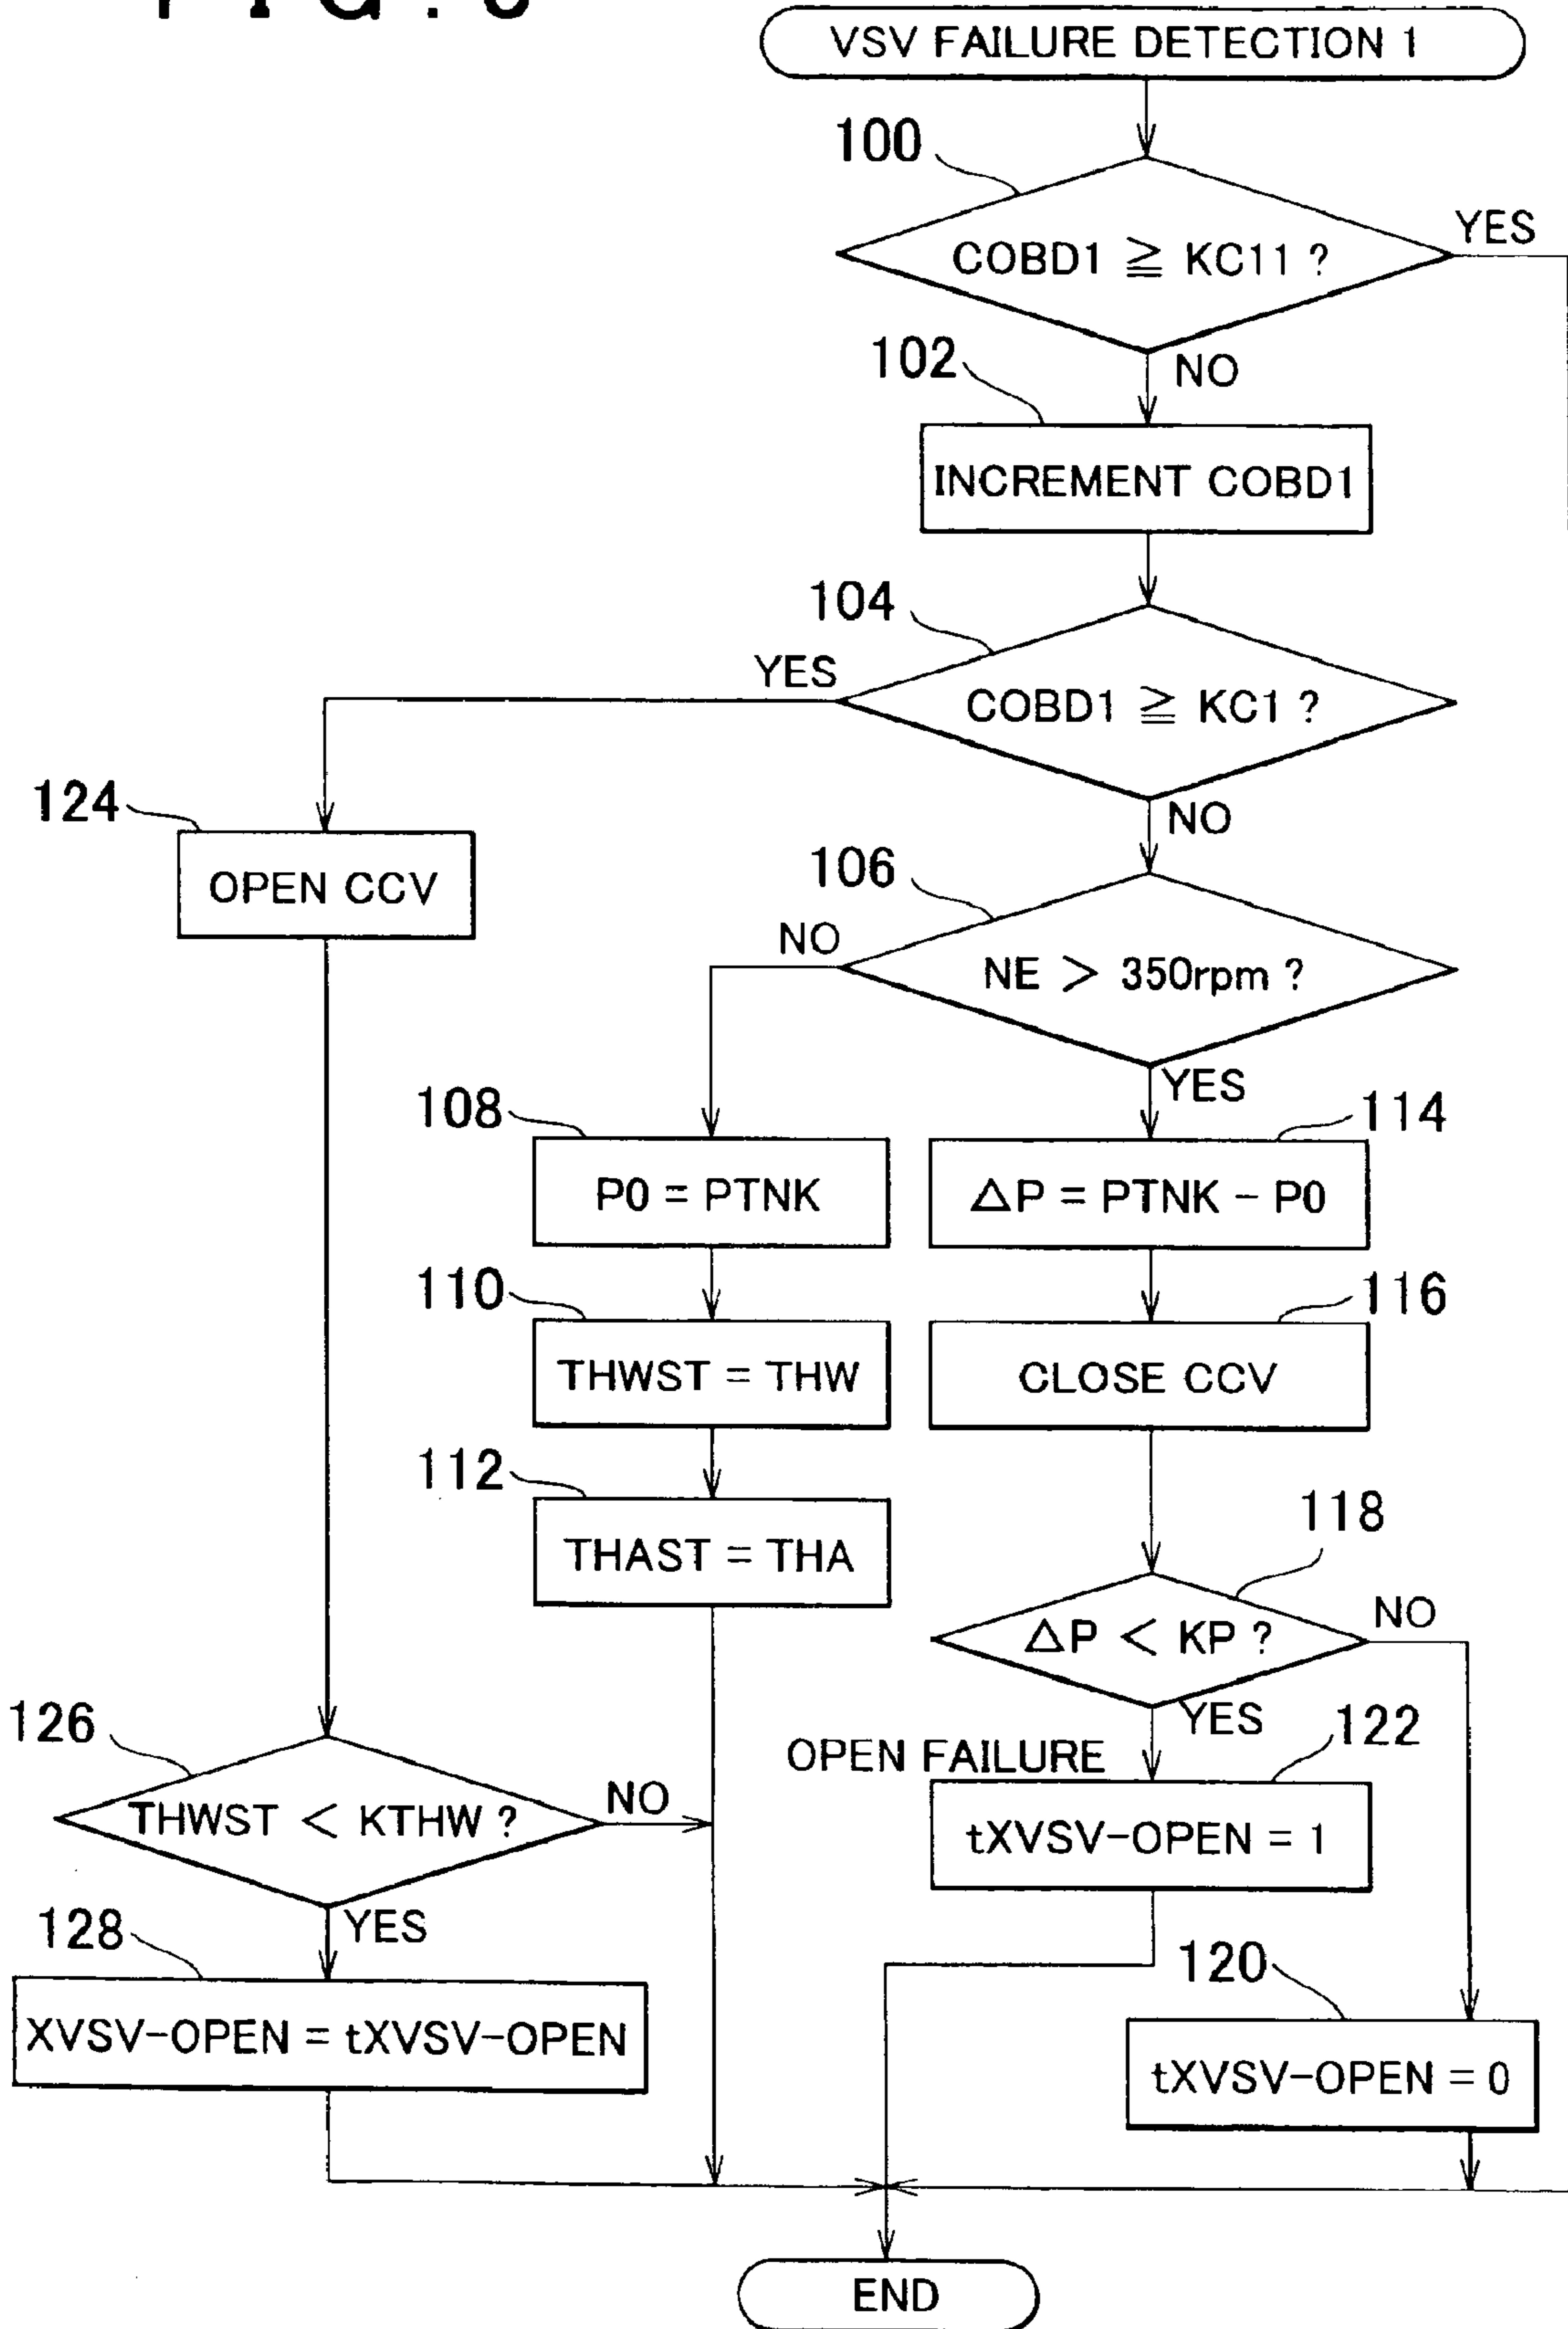 FIG.
VSV FAILURE DETECTION 1
100
COBD1 ≧ KC11 ?
YES
NO
102
INCREMENT COBD1
104
YES
COBD1 ≧ KC1 ?
NO
124
OPEN CCV
106
NO
NE > 350rpm ?
YES
108
P0 = PTNK
114
△P = PTNK − P0
110
THWST = THW
116
CLOSE CCV
112
THAST = THA
118
△P < KP ?
NO
YES
126
THWST < KTHW ?
NO
YES
OPEN FAILURE
122
tXVSV-OPEN = 1
128
XVSV-OPEN = tXVSV-OPEN
120
tXVSV-OPEN = 0
END